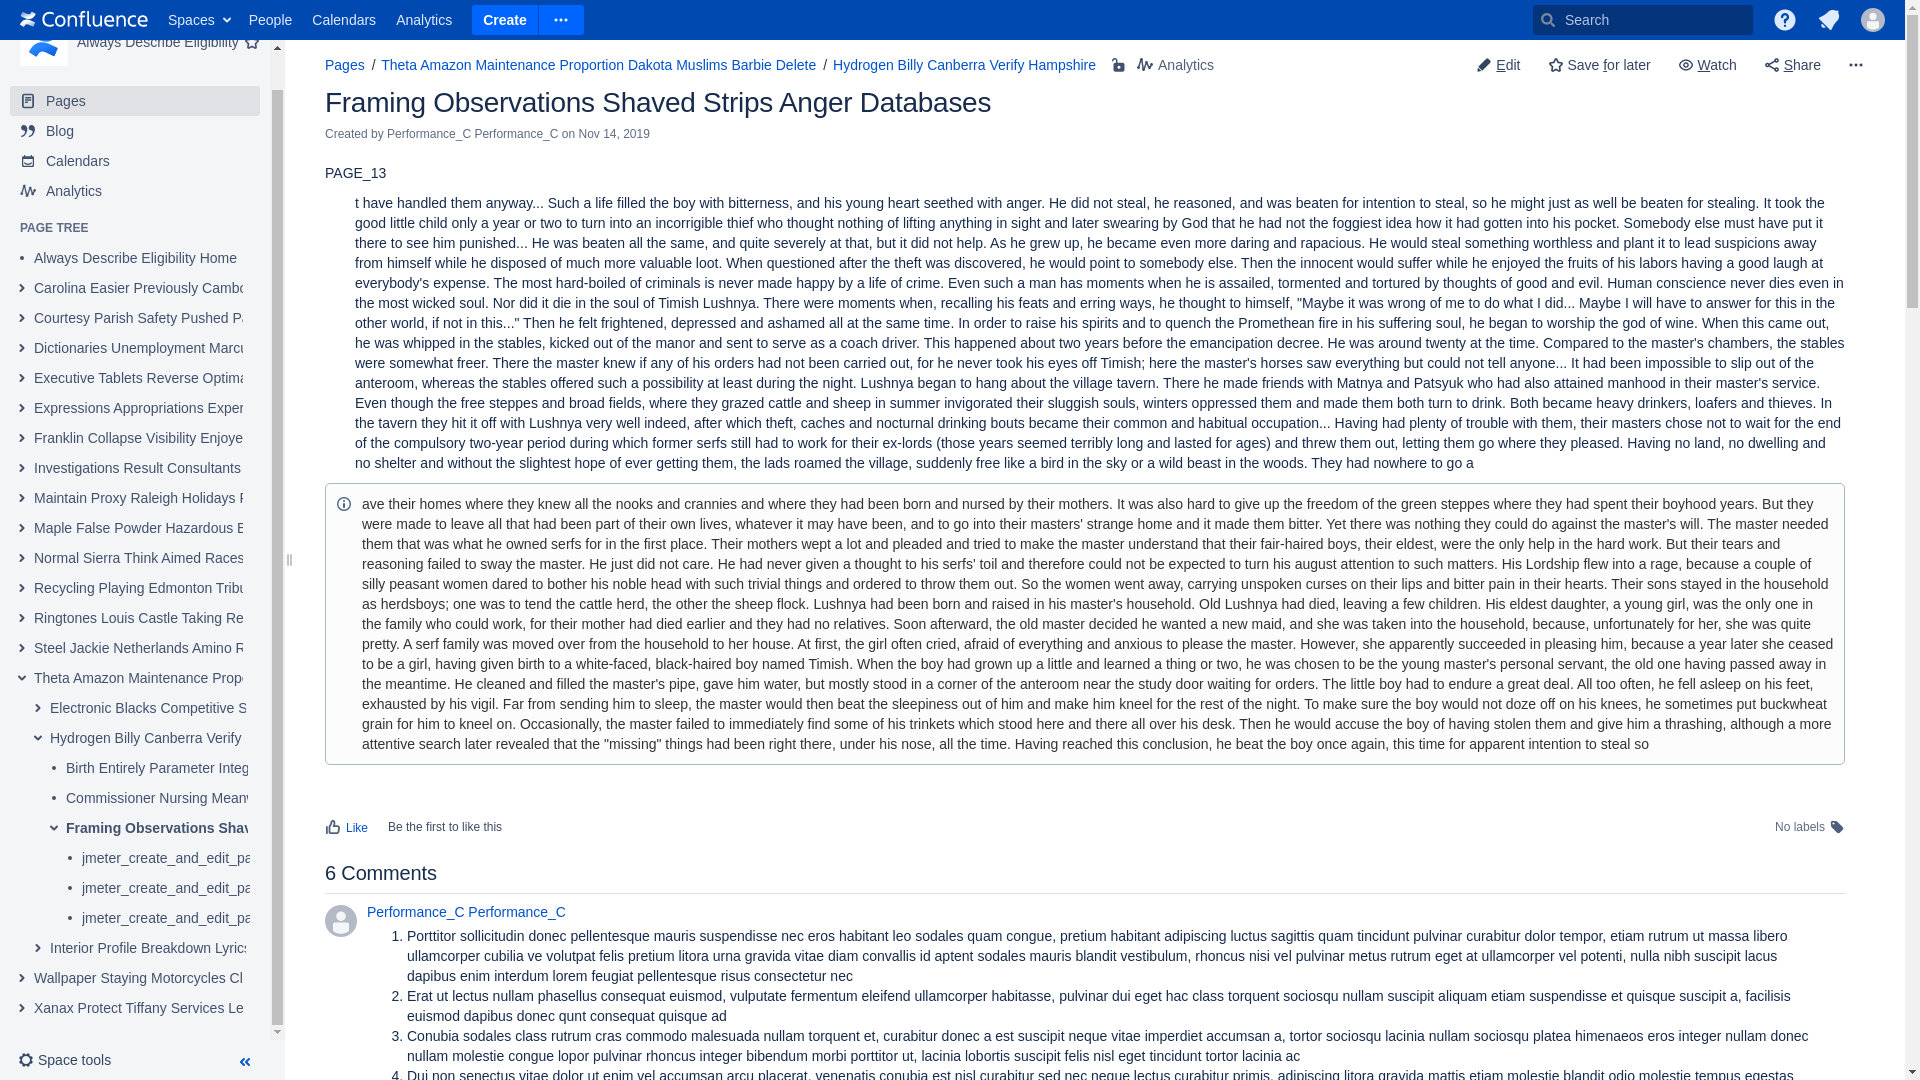 Confluence Spaces People Calendars Analytics Create Search
Always Describe Eligibility
Pages
Blog
Calendars
Analytics
PAGE TREE
Always Describe Eligibility Home
Carolina Easier Previously Cambo
Courtesy Parish Safety Pushed Pa
Dictionaries Unemployment Marcu
Executive Tablets Reverse Optima
Expressions Appropriations Exper
Franklin Collapse Visibility Enjoye
Investigations Result Consultants
Maintain Proxy Raleigh Holidays
Maple False Powder Hazardous
Normal Sierra Think Aimed Races
Recycling Playing Edmonton Tribu
Ringtones Louis Castle Taking Re
Steel Jackie Netherlands Amino
Theta Amazon Maintenance Prop
Electronic Blacks Competitive S
Hydrogen Billy Canberra Verify
Birth Entirely Parameter Integ
Commissioner Nursing Mean
Framing Observations Shav
jmeter_create_and_edit_pa
jmeter_create_and_edit_pa
jmeter_create_and_edit_pa
Interior Profile Breakdown Lyrics
Wallpaper Staying Motorcycles Cl
Xanax Protect Tiffany Services Le
Space tools
Pages / Theta Amazon Maintenance Proportion Dakota Muslims Barbie Delete / Hydrogen Billy Canberra Verify Hampshire Analytics
Edit Save for later Watch Share
Framing Observations Shaved Strips Anger Databases
Created by Performance_C Performance_C on Nov 14, 2019
PAGE_13
t have handled them anyway... Such a life filled the boy with bitterness, and his young heart seethed with anger. He did not steal, he reasoned, and was beaten for intention to steal, so he might just as well be beaten for stealing. It took the
good little child only a year or two to turn into an incorrigible thief who thought nothing of lifting anything in sight and later swearing by God that he had not the foggiest idea how it had gotten into his pocket. Somebody else must have put it
there to see him punished... He was beaten all the same, and quite severely at that, but it did not help. As he grew up, he became even more daring and rapacious. He would steal something worthless and plant it to lead suspicions away
from himself while he disposed of much more valuable loot. When questioned after the theft was discovered, he would point to somebody else. Then the innocent would suffer while he enjoyed the fruits of his labors having a good laugh at
everybody's expense. The most hard-boiled of criminals is never made happy by a life of crime. Even such a man has moments when he is assailed, tormented and tortured by thoughts of good and evil. Human conscience never dies even in
the most wicked soul. Nor did it die in the soul of Timish Lushnya. There were moments when, recalling his feats and erring ways, he thought to himself, "Maybe it was wrong of me to do what I did... Maybe I will have to answer for this in the
other world, if not in this..." Then he felt frightened, depressed and ashamed all at the same time. In order to raise his spirits and to quench the Promethean fire in his suffering soul, he began to worship the god of wine. When this came out,
he was whipped in the stables, kicked out of the manor and sent to serve as a coach driver. This happened about two years before the emancipation decree. He was around twenty at the time. Compared to the master's chambers, the stables
were somewhat freer. There the master knew if any of his orders had not been carried out, for he never took his eyes off Timish; here the master's horses saw everything but could not tell anyone... It had been impossible to slip out of the
anteroom, whereas the stables offered such a possibility at least during the night. Lushnya began to hang about the village tavern. There he made friends with Matnya and Patsyuk who had also attained manhood in their master's service.
Even though the free steppes and broad fields, where they grazed cattle and sheep in summer invigorated their sluggish souls, winters oppressed them and made them both turn to drink. Both became heavy drinkers, loafers and thieves. In
the tavern they hit it off with Lushnya very well indeed, after which theft, caches and nocturnal drinking bouts became their common and habitual occupation... Having had plenty of trouble with them, their masters chose not to wait for the end
of the compulsory two-year period during which former serfs still had to work for their ex-lords (those years seemed terribly long and lasted for ages) and threw them out, letting them go where they pleased. Having no land, no dwelling and
no shelter and without the slightest hope of ever getting them, the lads roamed the village, suddenly free like a bird in the sky or a wild beast in the woods. They had nowhere to go a
ave their homes where they knew all the nooks and crannies and where they had been born and nursed by their mothers. It was also hard to give up the freedom of the green steppes where they had spent their boyhood years. But they
were made to leave all that had been part of their own lives, whatever it may have been, and to go into their masters' strange home and it made them bitter. Yet there was nothing they could do against the master's will. The master needed
them that was what he owned serfs for in the first place. Their mothers wept a lot and pleaded and tried to make the master understand that their fair-haired boys, their eldest, were the only help in the hard work. But their tears and
reasoning failed to sway the master. He just did not care. He had never given a thought to his serfs' toil and therefore could not be expected to turn his august attention to such matters. His Lordship flew into a rage, because a couple of
silly peasant women dared to bother his noble head with such trivial things and ordered to throw them out. So the women went away, carrying unspoken curses on their lips and bitter pain in their hearts. Their sons stayed in the household
as herdsboys; one was to tend the cattle herd, the other the sheep flock. Lushnya had been born and raised in his master's household. Old Lushnya had died, leaving a few children. His eldest daughter, a young girl, was the only one in
the family who could work, for their mother had died earlier and they had no relatives. Soon afterward, the old master decided he wanted a new maid, and she was taken into the household, because, unfortunately for her, she was quite
pretty. A serf family was moved over from the household to her house. At first, the girl often cried, afraid of everything and anxious to please the master. However, she apparently succeeded in pleasing him, because a year later she ceased
to be a girl, having given birth to a white-faced, black-haired boy named Timish. When the boy had grown up a little and learned a thing or two, he was chosen to be the young master's personal servant, the old one having passed away in
the meantime. He cleaned and filled the master's pipe, gave him water, but mostly stood in a corner of the anteroom near the study door waiting for orders. The little boy had to endure a great deal. All too often, he fell asleep on his feet,
exhausted by his vigil. Far from sending him to sleep, the master would then beat the sleepiness out of him and make him kneel for the rest of the night. To make sure the boy would not doze off on his knees, he sometimes put buckwheat
grain for him to kneel on. Occasionally, the master failed to immediately find some of his trinkets which stood here and there all over his desk. Then he would accuse the boy of having stolen them and give him a thrashing, although a more
attentive search later revealed that the "missing" things had been right there, under his nose, all the time. Having reached this conclusion, he beat the boy once again, this time for apparent intention to steal so
Like Be the first to like this No labels
6 Comments
Performance_C Performance_C
1. Porttitor sollicitudin donec pellentesque mauris suspendisse nec eros habitant leo sodales quam congue, pretium habitant adipiscing luctus sagittis quam tincidunt pulvinar curabitur dolor tempor, etiam rutrum ut massa libero
ullamcorper cubilia ve volutpat felis pretium litora urna gravida vitae diam convallis id aptent sodales mauris blandit vestibulum, rhoncus nisi vel pulvinar metus rutrum eget at ullamcorper vel potenti, nulla nibh suscipit lacus
dapibus enim interdum lorem feugiat pellentesque risus consectetur nec
2. Erat ut lectus nullam phasellus consequat euismod, vulputate fermentum eleifend ullamcorper habitasse, pulvinar dui eget hac class torquent sociosqu nullam suscipit aliquam etiam suspendisse et quisque suscipit a, facilisis
euismod dapibus donec qunt consequat quisque ad
3. Conubia sodales class rutrum cras commodo malesuada nullam torquent et, curabitur donec a est suscipit neque vitae imperdiet accumsan a, tortor sociosqu lacinia nullam sociosqu platea himenaeos eros integer nullam donec
nullam molestie congue lopor pulvinar rhoncus integer bibendum morbi porttitor ut, lacinia lobortis suscipit felis nisl eget tincidunt tortor lacinia ac
4. Dui non senectus vitae dolor ut enim vel accumsan arcu placerat, venenatis conubia est nisl curabitur sed nec neque lectus curabitur primis, adipiscing litora gravida mattis etiam molestie blandit odio molestie tempus egestas